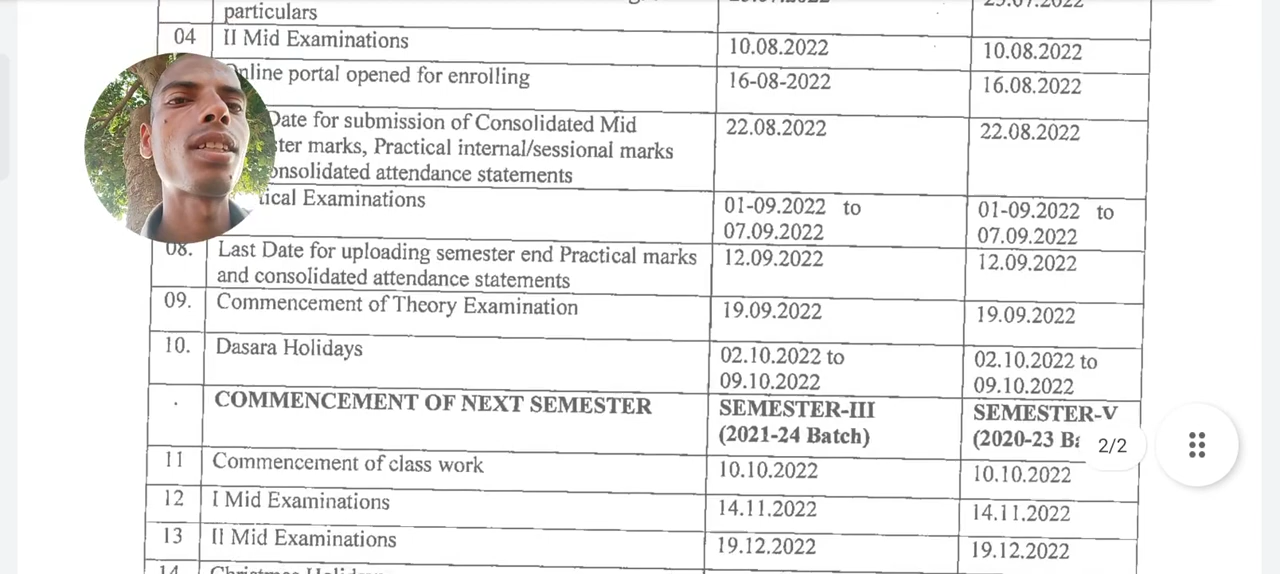 particulars
04 II Mid Examinations 10.08.2022 10.08.2022
portal opened for enrolling 16-08-2022 16.08.2022
Date for submission of Consolidated Mid 22.08.2022 22.08.2022
marks, Practical internal/sessional marks
attendance statements
Examinations 01-09.2022 to 01-09.2022 to
07.09.2022 07.09.2022
08. Last Date for uploading semester end Practical marks 12.09.2022 12.09.2022
and consolidated attendance statements
09. Commencement of Theory Examination 19.09.2022 19.09.2022
10. Dasara Holidays 02.10.2022 to 02.10.2022 to
09.10.2022 09.10.2022
. COMMENCEMENT OF NEXT SEMESTER SEMESTER-III SEMESTER-V
(2021-24 Batch) (2020-23
2/2
11 Commencement of class work 10.10.2022 10.10.2022
12 I Mid Examinations 14.11.2022 14.11.2022
13 II Mid Examinations 19.12.2022 19.12.2022